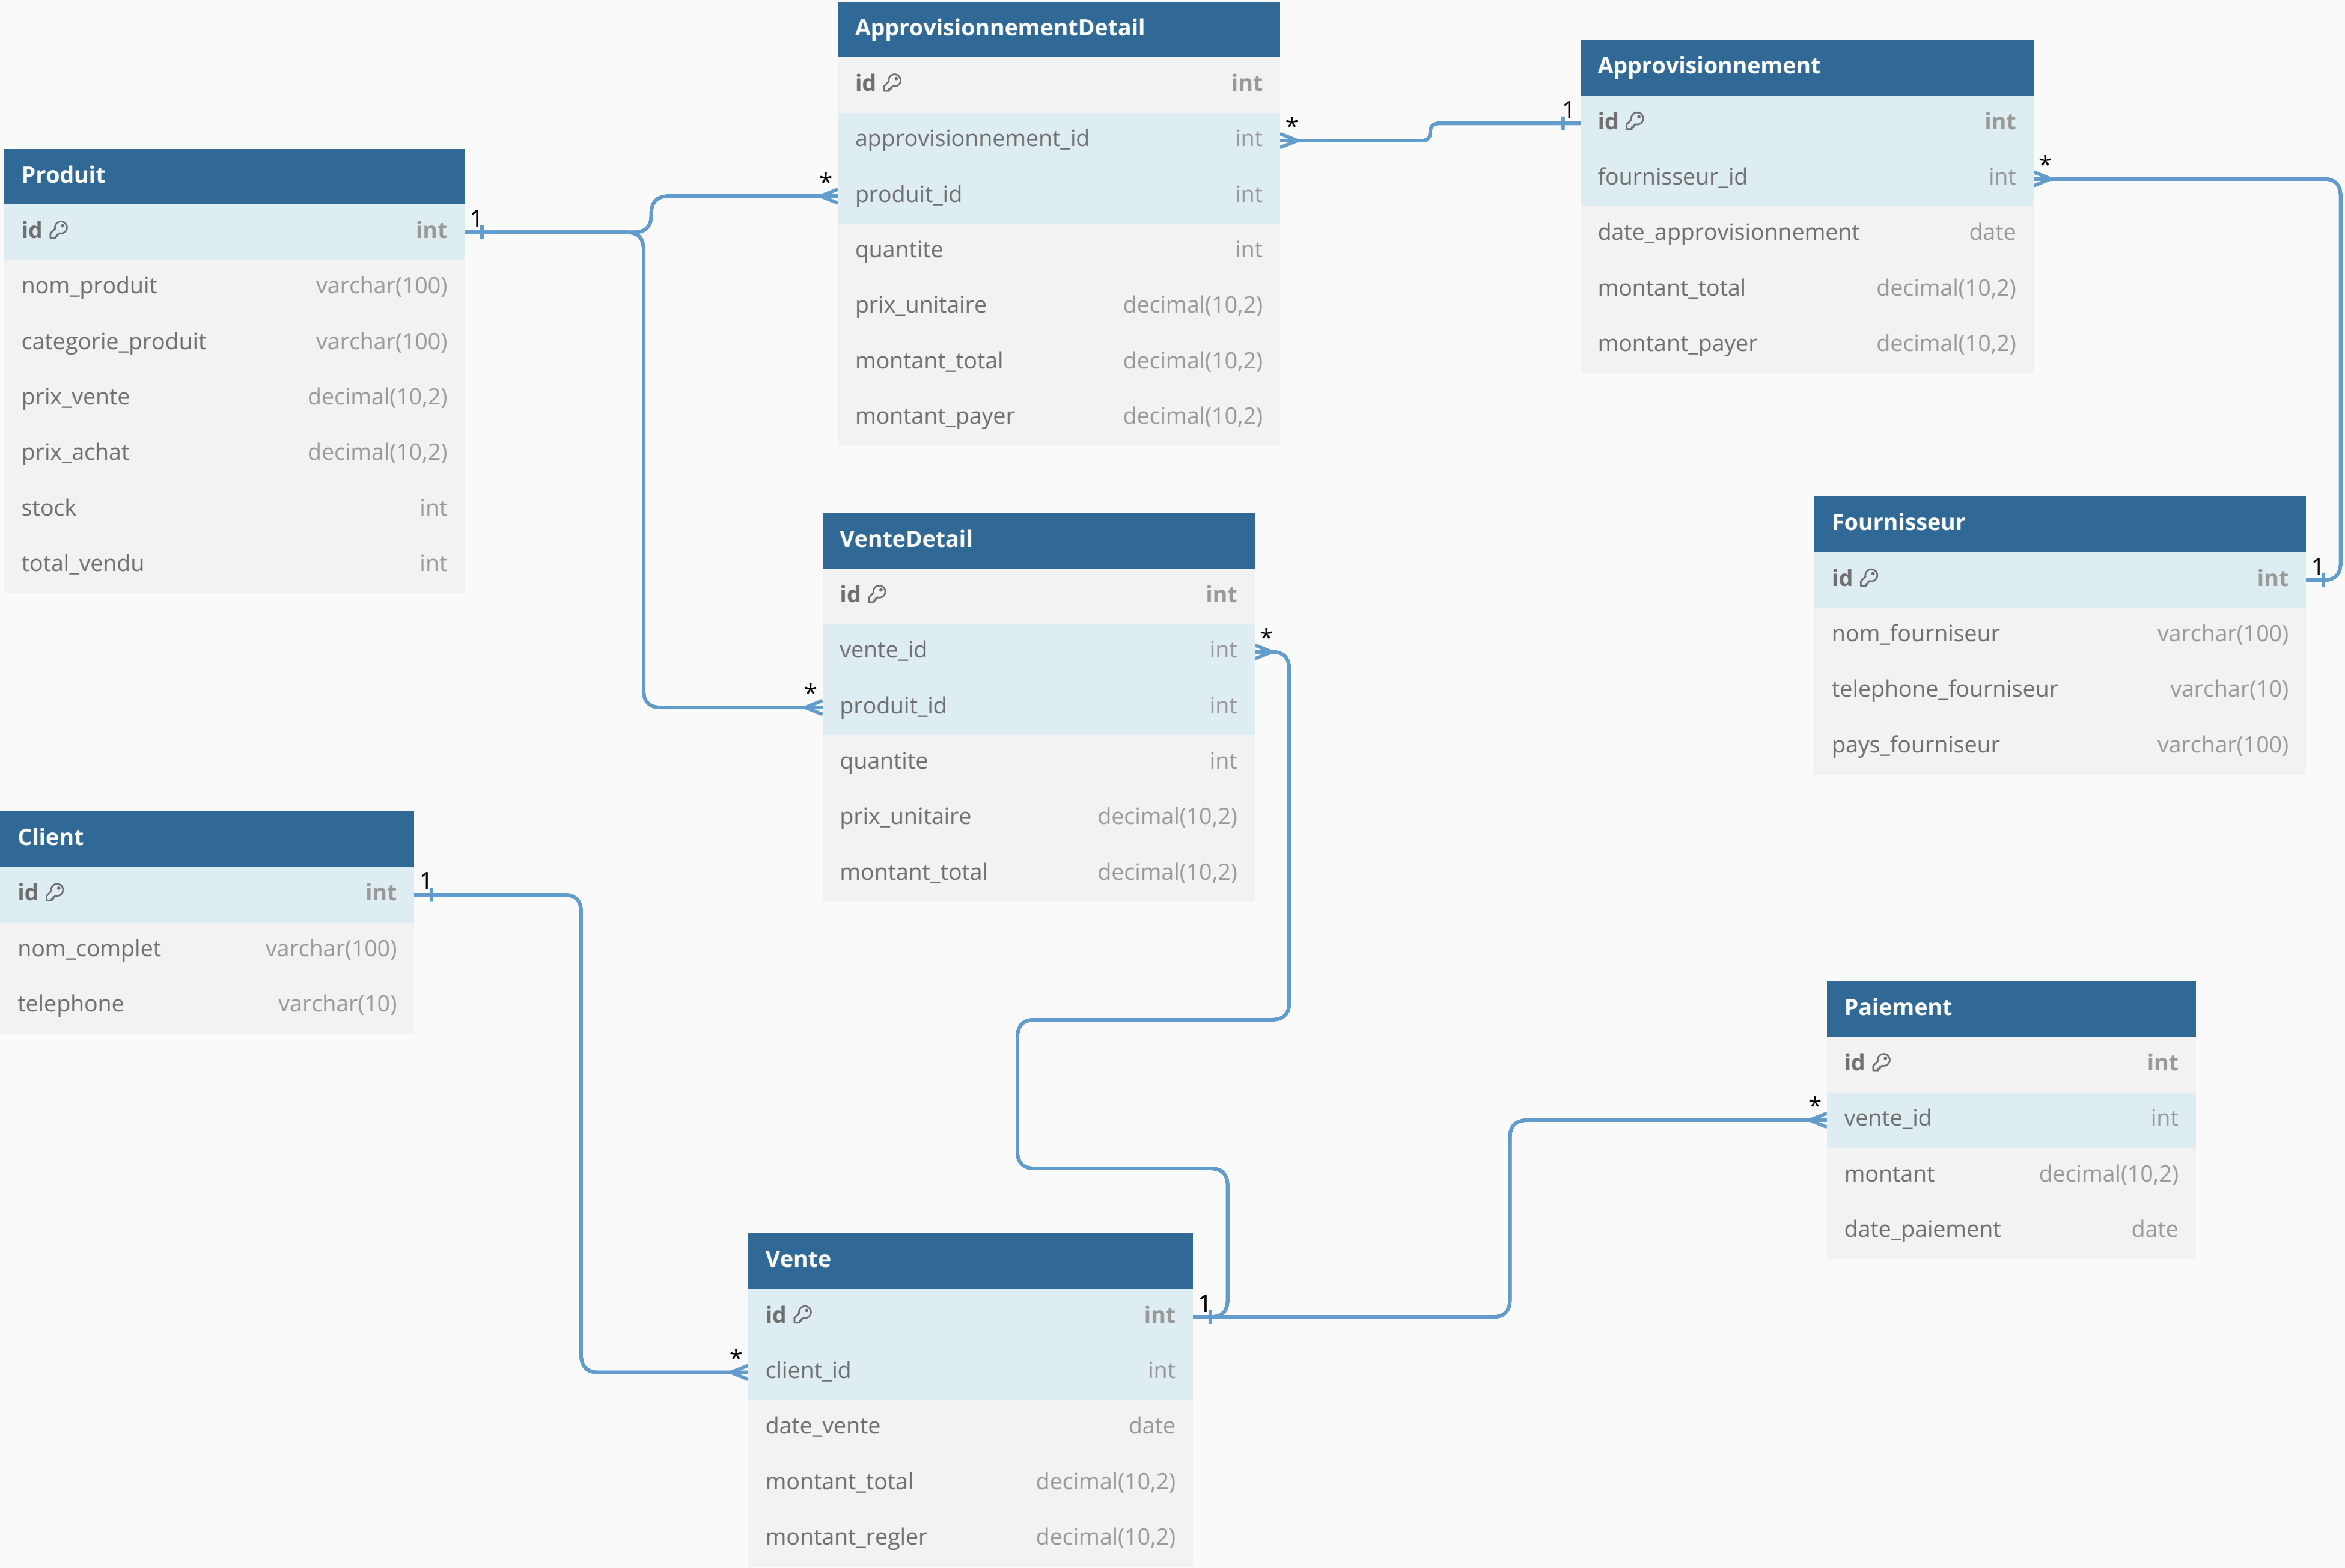 ApprovisionnementDetail
id int
approvisionnement_id int
produit_id int
quantite int
prix_unitaire decimal(10,2)
montant_total decimal(10,2)
montant_payer decimal(10,2)
*
*
Approvisionnement
1
id int
fournisseur_id int
date_approvisionnement date
montant_total decimal(10,2)
montant_payer decimal(10,2)
*
Produit
id int
nom_produit varchar(100)
categorie_produit varchar(100)
prix_vente decimal(10,2)
prix_achat decimal(10,2)
stock int
total_vendu int
1
VenteDetail
id int
vente_id int
produit_id int
quantite int
prix_unitaire decimal(10,2)
montant_total decimal(10,2)
*
*
Fournisseur
id int
nom_fourniseur varchar(100)
telephone_fourniseur varchar(10)
pays_fourniseur varchar(100)
1
Client
id int
nom_complet varchar(100)
telephone varchar(10)
1
Paiement
id int
vente_id int
montant decimal(10,2)
date_paiement date
*
Vente
id int
client_id int
date_vente date
montant_total decimal(10,2)
montant_regler decimal(10,2)
1
*